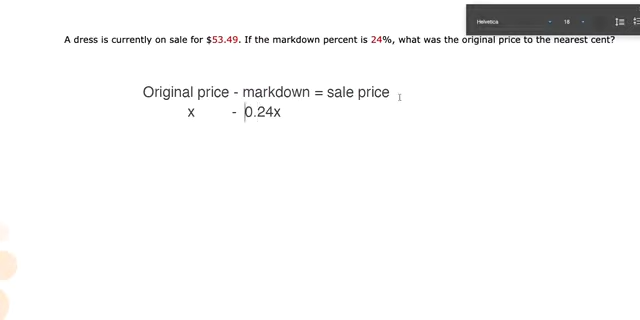 Helvetica 18
A dress is currently on sale for $53.49. If the markdown percent is 24%, what was the original price to the nearest cent?
Original price - markdown = sale price
x - 0.24x